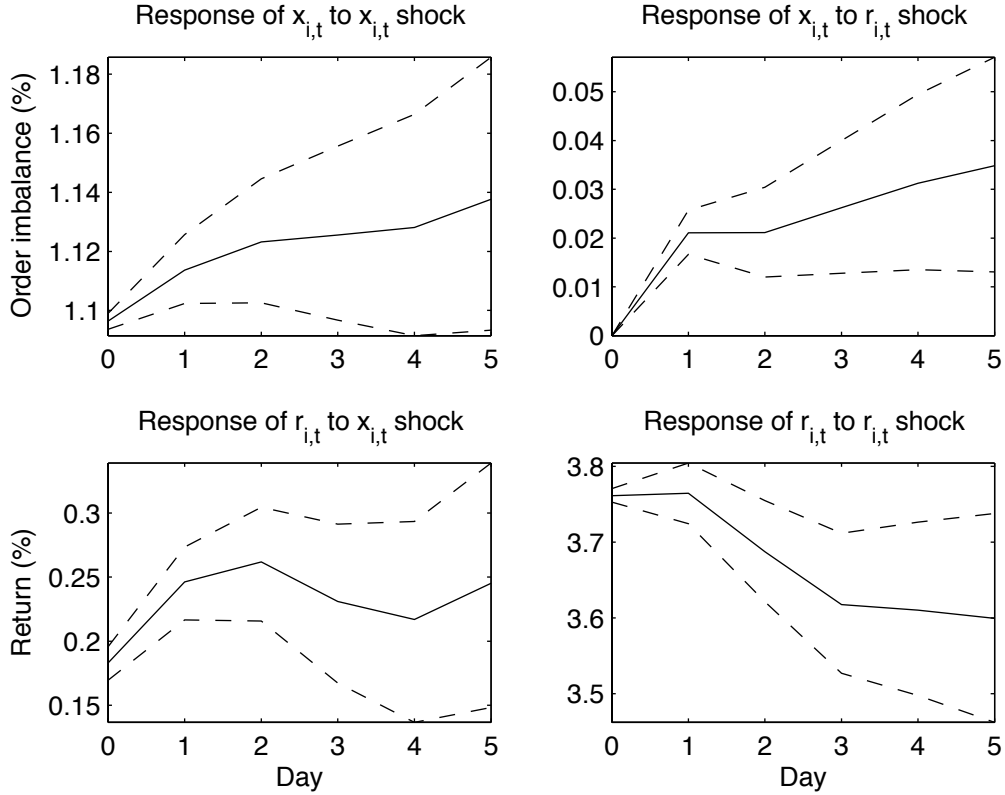 Response of x_{i,t} to x_{i,t} shock
Order imbalance (%)
1.18
1.16
1.14
1.12
1.1
0 1 2 3 4 5
Response of x_{i,t} to r_{i,t} shock
0.05
0.04
0.03
0.02
0.01
0
0 1 2 3 4 5
Response of r_{i,t} to x_{i,t} shock
Return (%)
0.3
0.25
0.2
0.15
0 1 2 3 4 5
Day
Response of r_{i,t} to r_{i,t} shock
3.8
3.7
3.6
3.5
0 1 2 3 4 5
Day